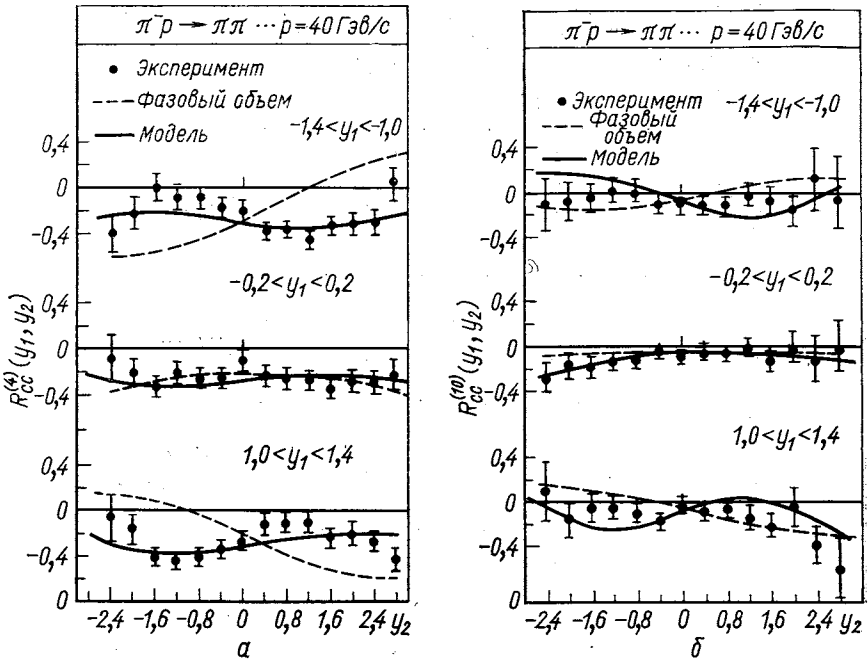 π⁻p → ππ ··· p=40 Гэв/с
Эксперимент
Фазовый объем
Модель
-1,4<y₁<-1,0
0,4
0
-0,4
-0,2<y₁<0,2
0,4
0
-0,4
1,0<y₁<1,4
0,4
0
-0,4
0
R_cc^(4)(y₁, y₂)
-2,4 -1,6 -0,8 0 0,8 1,6 2,4 y₂
а
π⁻p → ππ ··· p=40 Гэв/с
-1,4<y₁<-1,0
Эксперимент
Фазовый
объем
Модель
0,4
0
-0,4
-0,2<y₁<0,2
0,4
0
-0,4
1,0<y₁<1,4
0,4
0
-0,4
0
R_cc^(10)(y₁, y₂)
-2,4 -1,6 -0,8 0 0,8 1,6 2,4 y₂
б